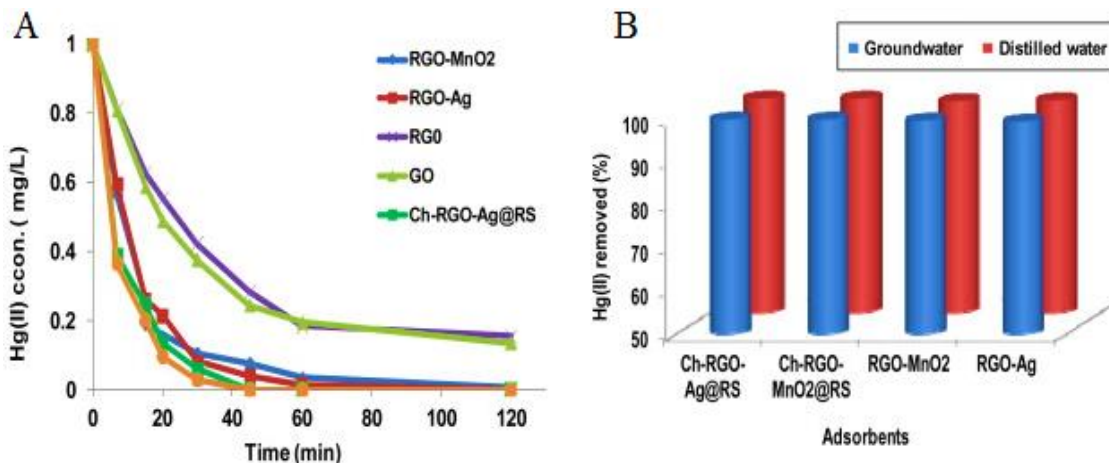 A
Hg(II) ccon. ( mg/L)
1
0.8
0.6
0.4
0.2
0
0 20 40 60 80 100 120
Time (min)
RGO-MnO2
RGO-Ag
RG0
GO
Ch-RGO-Ag@RS
B
Groundwater Distilled water
Hg(II) removed (%)
100
90
80
70
60
50
Ch-RGO-
Ag@RS
Ch-RGO-
MnO2@RS
RGO-MnO2
RGO-Ag
Adsorbents